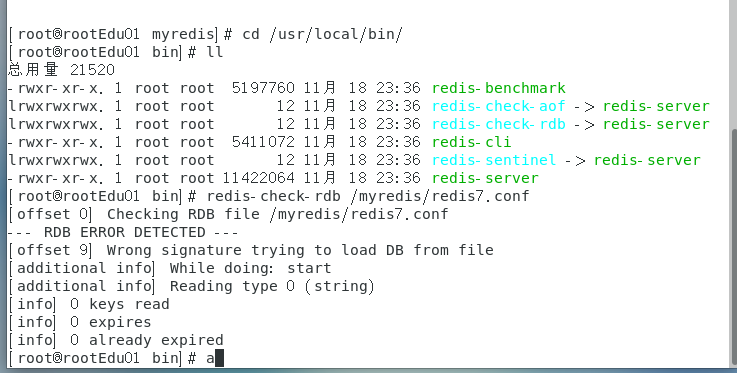 [root@rootEdu01 myredis]# cd /usr/local/bin/
[root@rootEdu01 bin]# ll
总用量 21520
-rwxr-xr-x. 1 root root  5197760 11月 18 23:36 redis-benchmark
lrwxrwxrwx. 1 root root       12 11月 18 23:36 redis-check-aof -> redis-server
lrwxrwxrwx. 1 root root       12 11月 18 23:36 redis-check-rdb -> redis-server
-rwxr-xr-x. 1 root root  5411072 11月 18 23:36 redis-cli
lrwxrwxrwx. 1 root root       12 11月 18 23:36 redis-sentinel -> redis-server
-rwxr-xr-x. 1 root root 11422064 11月 18 23:36 redis-server
[root@rootEdu01 bin]# redis-check-rdb /myredis/redis7.conf
[offset 0] Checking RDB file /myredis/redis7.conf
--- RDB ERROR DETECTED ---
[offset 9] Wrong signature trying to load DB from file
[additional info] While doing: start
[additional info] Reading type 0 (string)
[info] 0 keys read
[info] 0 expires
[info] 0 already expired
[root@rootEdu01 bin]# a